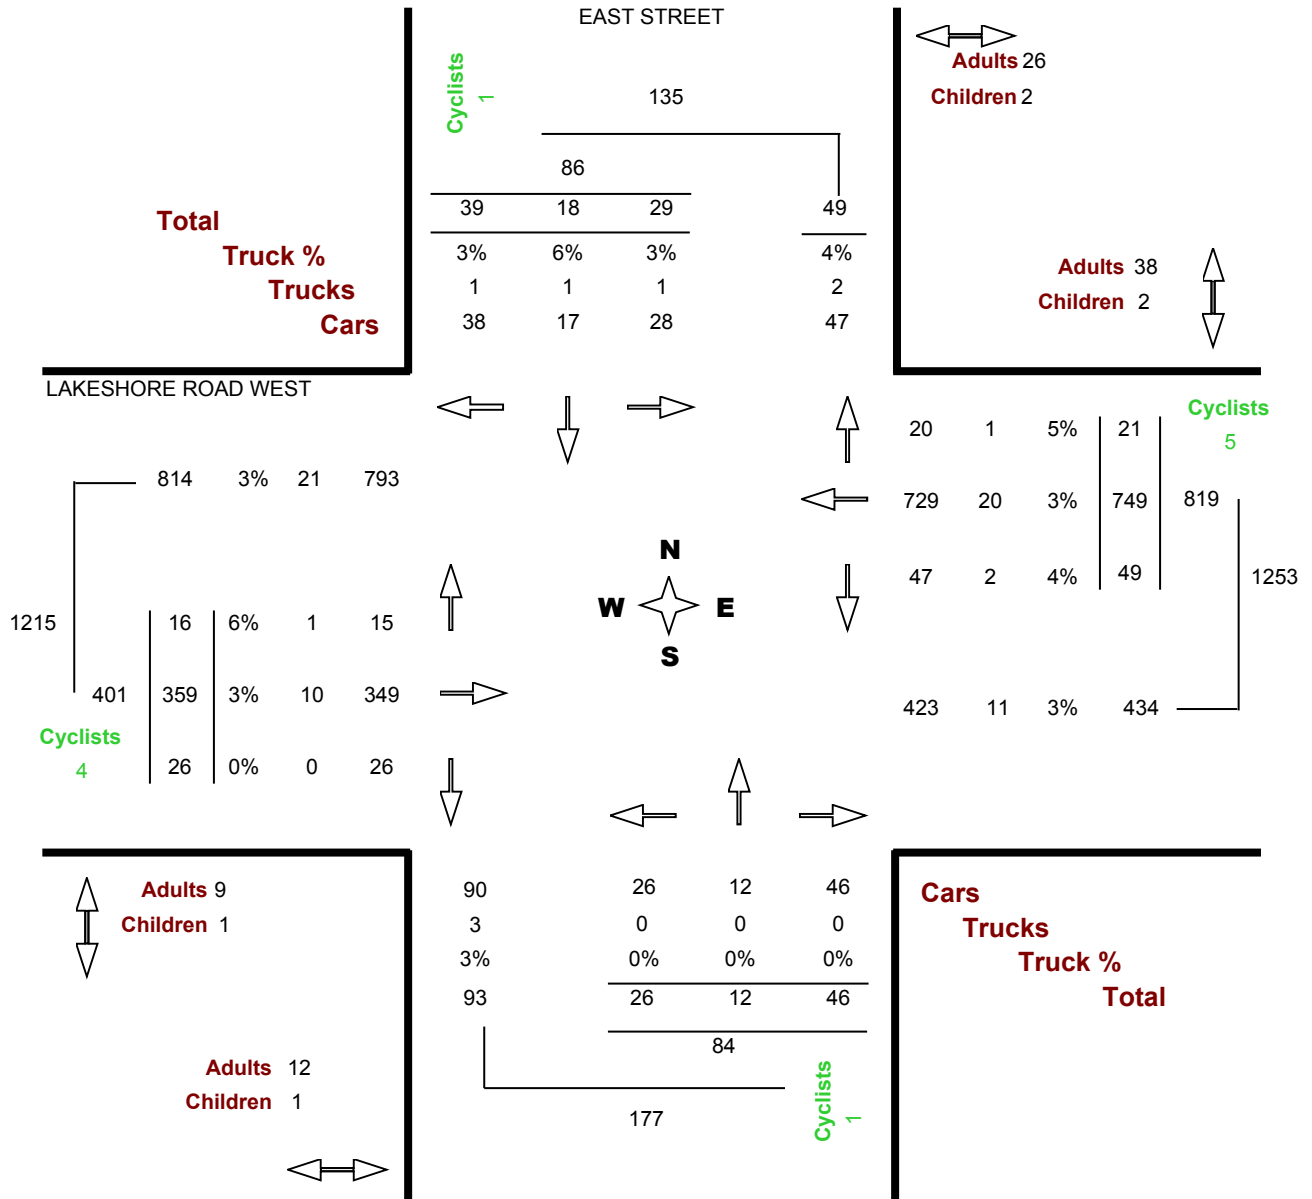 EAST STREET
Adults 26
Children 2
Cyclists
1
135
86
39 18 29 49
Total
3% 6% 3% 4%
Truck %
1 1 1 2
Trucks
38 17 28 47
Cars
Adults 38
Children 2
LAKESHORE ROAD WEST
Cyclists
5
20 1 5% 21
814 3% 21 793
729 20 3% 749 819
N
W E
S
47 2 4% 49
1253
1215
16 6% 1 15
401 359 3% 10 349
423 11 3% 434
Cyclists
4
26 0% 0 26
Adults 9
Children 1
90 26 12 46
3 0 0 0
3% 0% 0% 0%
93 26 12 46
Cars
Trucks
Truck %
Total
84
Adults 12
Children 1
Cyclists
1
177